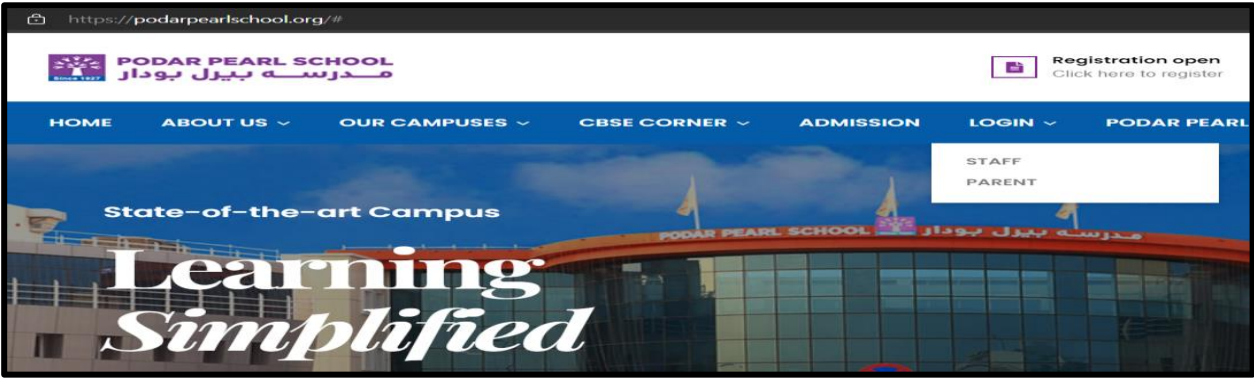 https://podarpearlschool.org/#
PODAR PEARL SCHOOL
مدرسة بيرل بودار
Since 1927
Registration open
Click here to register
HOME ABOUT US OUR CAMPUSES CBSE CORNER ADMISSION LOGIN PODAR PEARL
STAFF
PARENT
State-of-the-art Campus
PODAR PEARL SCHOOL مدرسة بيرل بودار
Learning
Simplified